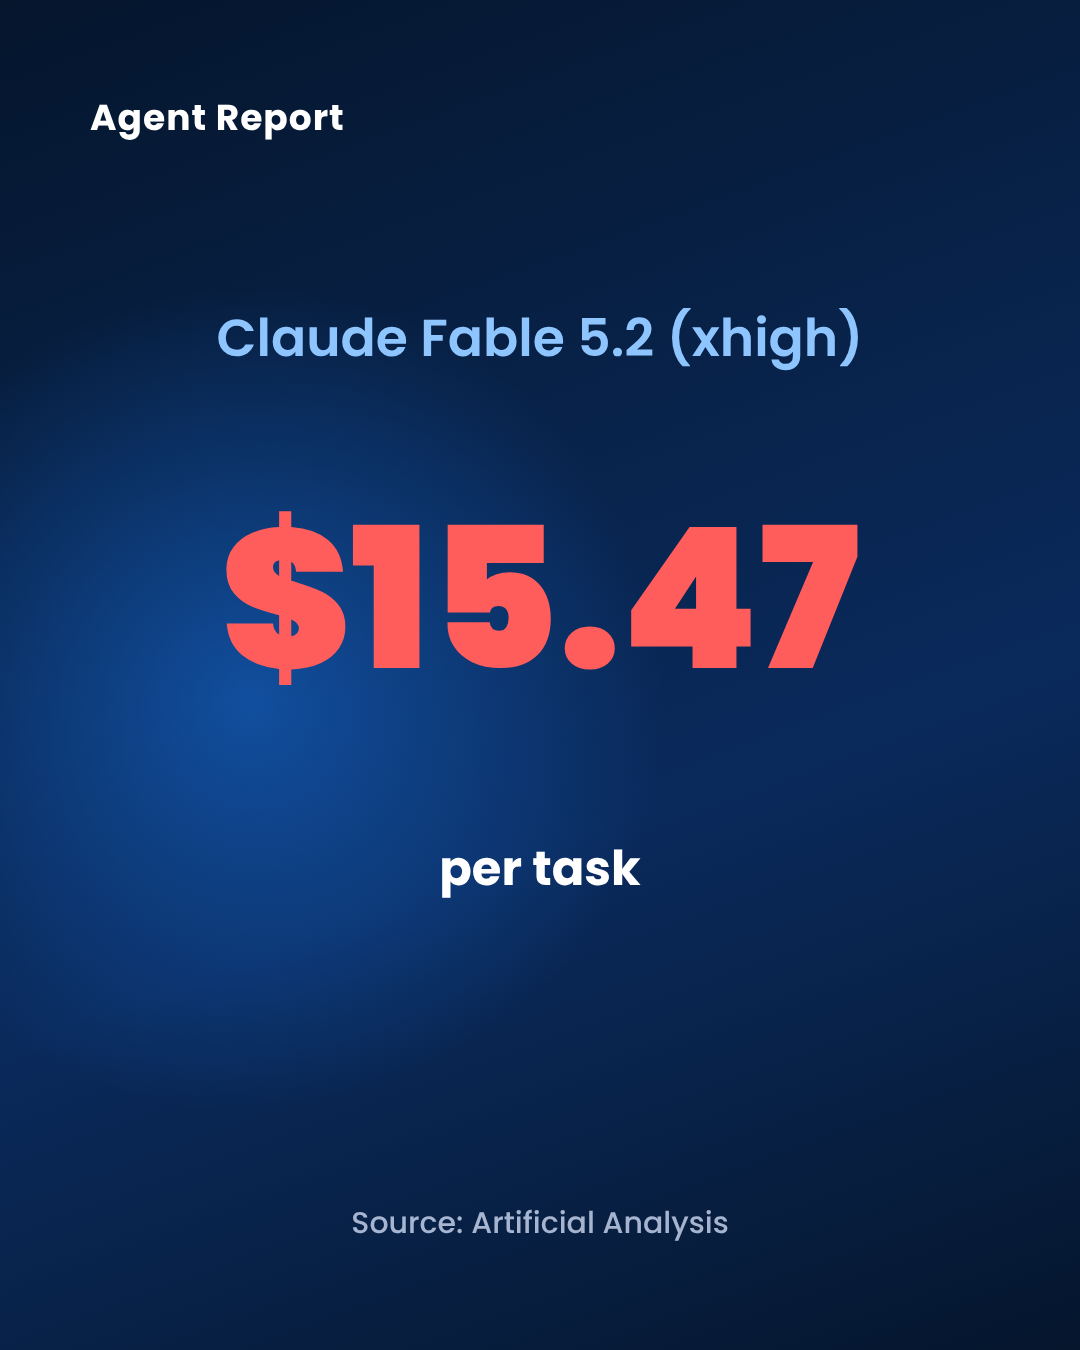 Agent Report
Claude Fable 5.2 (xhigh)
$15.47
per task
Source: Artificial Analysis